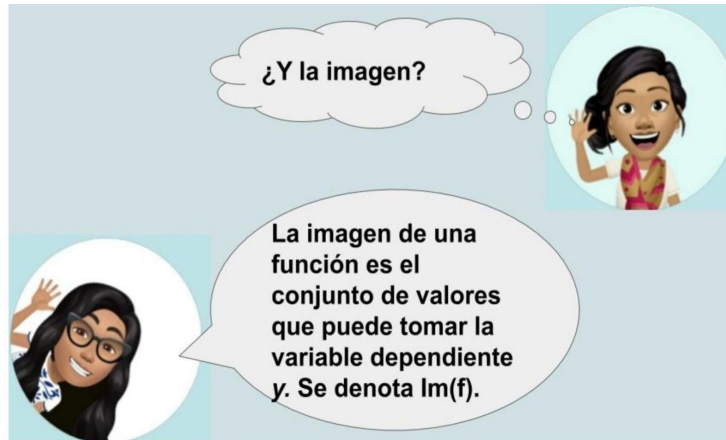 ¿Y la imagen?
La imagen de una
función es el
conjunto de valores
que puede tomar la
variable dependiente
y. Se denota Im(f).